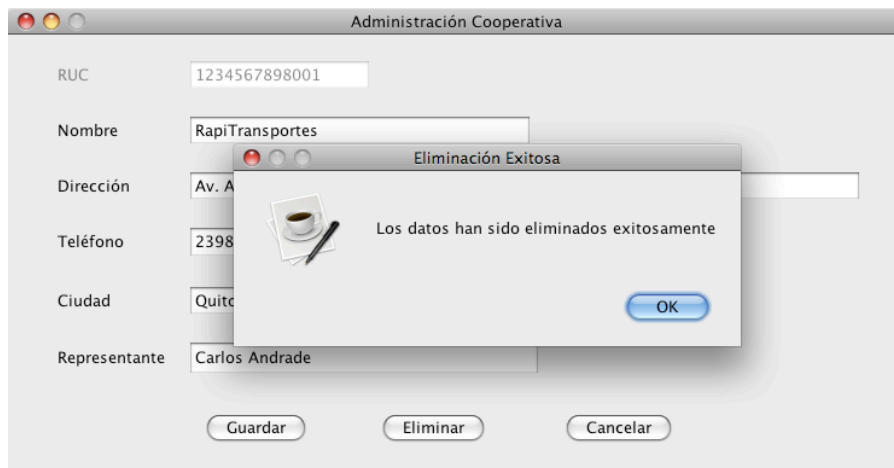 Administración Cooperativa
RUC 1234567898001
Nombre RapiTransportes
Eliminación Exitosa
Dirección Av. A
Los datos han sido eliminados exitosamente
Teléfono 2398
Ciudad Quito
OK
Representante Carlos Andrade
Guardar Eliminar Cancelar